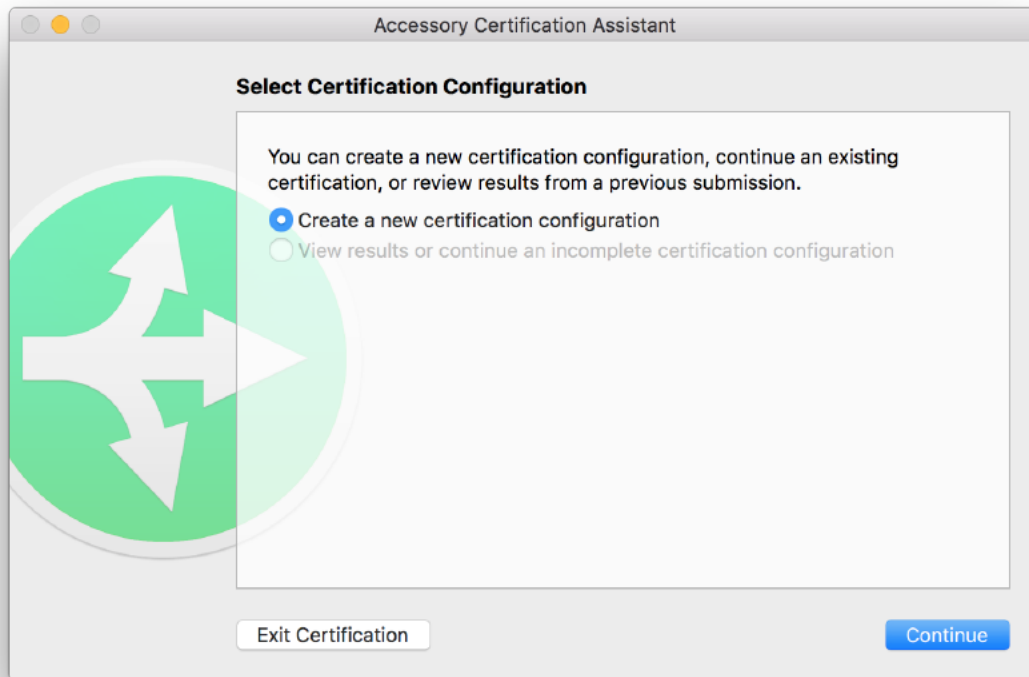 Accessory Certification Assistant
Select Certification Configuration
You can create a new certification configuration, continue an existing
certification, or review results from a previous submission.
Create a new certification configuration
View results or continue an incomplete certification configuration
Exit Certification
Continue